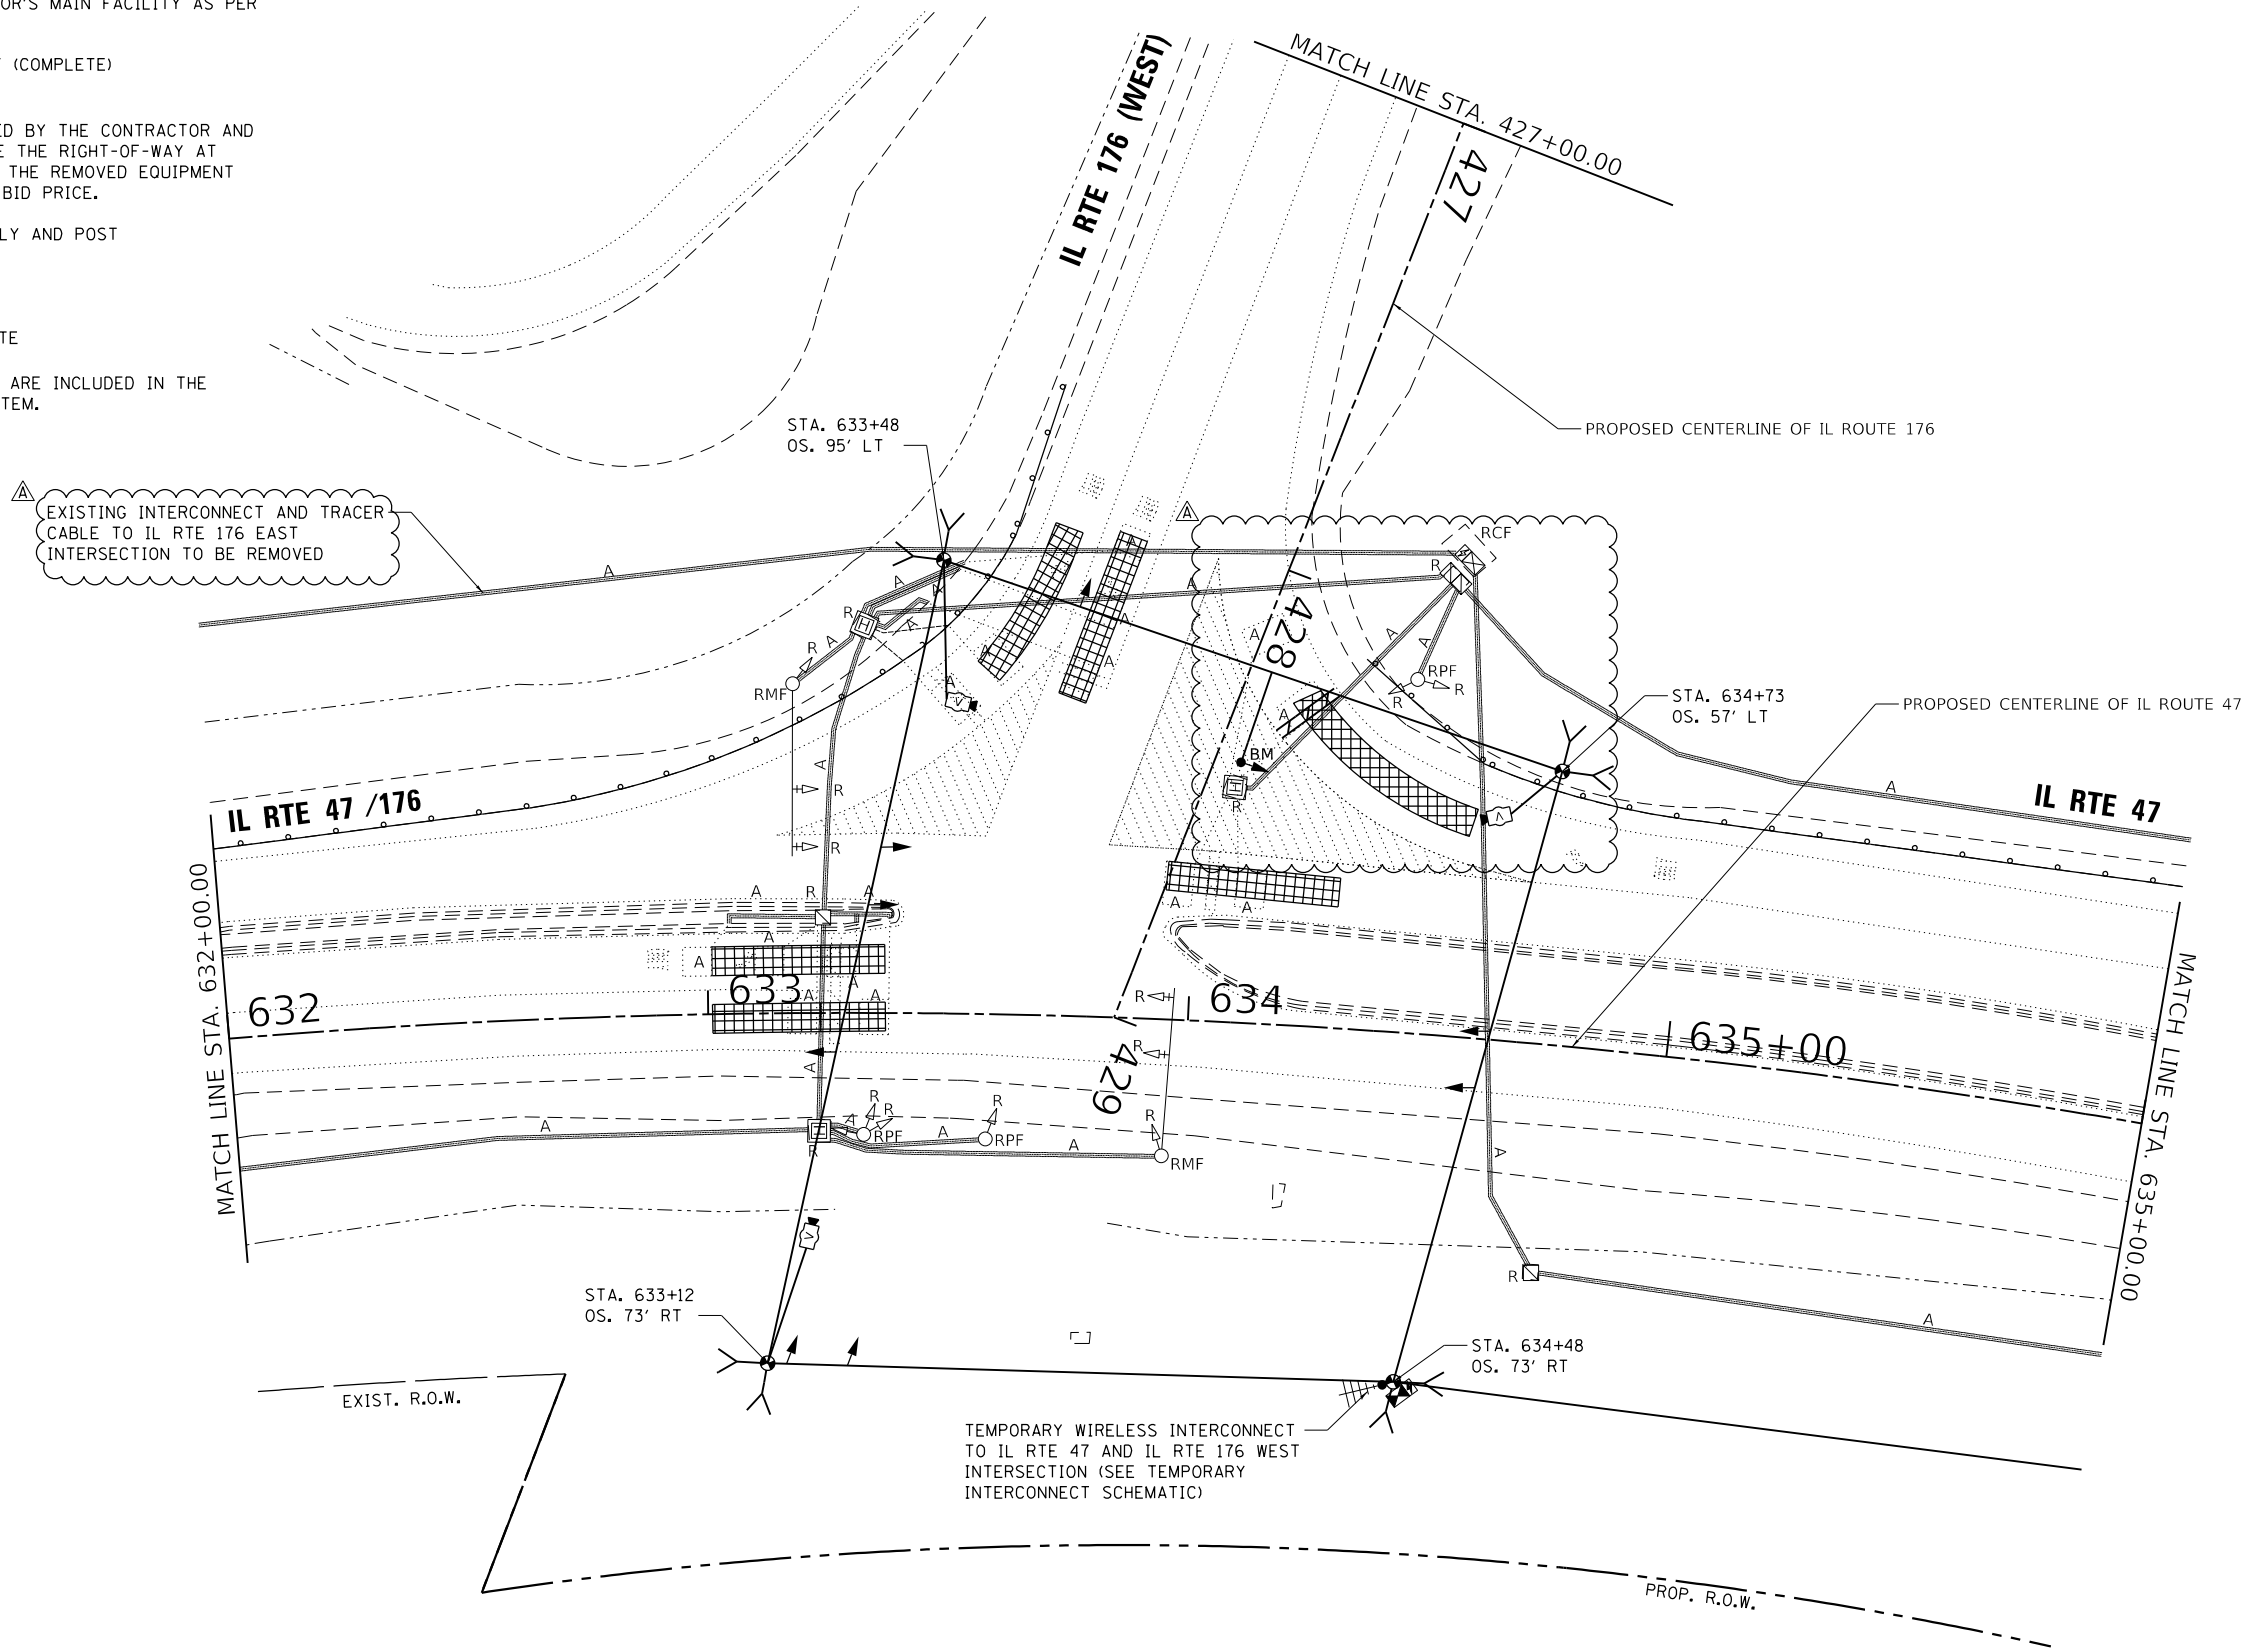 OR'S MAIN FACILITY AS PER
(COMPLETE)
ED BY THE CONTRACTOR AND
E THE RIGHT-OF-WAY AT
THE REMOVED EQUIPMENT
BID PRICE.
LY AND POST
TE
ARE INCLUDED IN THE
TEM.
MATCH LINE STA. 427+00.00
IL RTE 176 (WEST)
427
PROPOSED CENTERLINE OF IL ROUTE 176
STA. 633+48
OS. 95' LT
A
EXISTING INTERCONNECT AND TRACER
CABLE TO IL RTE 176 EAST
INTERSECTION TO BE REMOVED
A
RCF
R
A
A
A
A
R
A
A
R
A
RMF
428
A
A
A
A
A
A
A
RPF
R
R
A
BM
R
STA. 634+73
OS. 57' LT
PROPOSED CENTERLINE OF IL ROUTE 47
A
IL RTE 47
IL RTE 47 /176
A
R
R
MATCH LINE STA. 632+00.00
A
R
A
A
A
A
A
A
A
A
632
633
634
635+00
R
R
429
MATCH LINE STA. 635+00.00
A
A
R
A
R
R
RPF
A
R
RPF
A
R
RMF
A
R
A
STA. 633+12
OS. 73' RT
STA. 634+48
OS. 73' RT
EXIST. R.O.W.
TEMPORARY WIRELESS INTERCONNECT
TO IL RTE 47 AND IL RTE 176 WEST
INTERSECTION (SEE TEMPORARY
INTERCONNECT SCHEMATIC)
PROP. R.O.W.